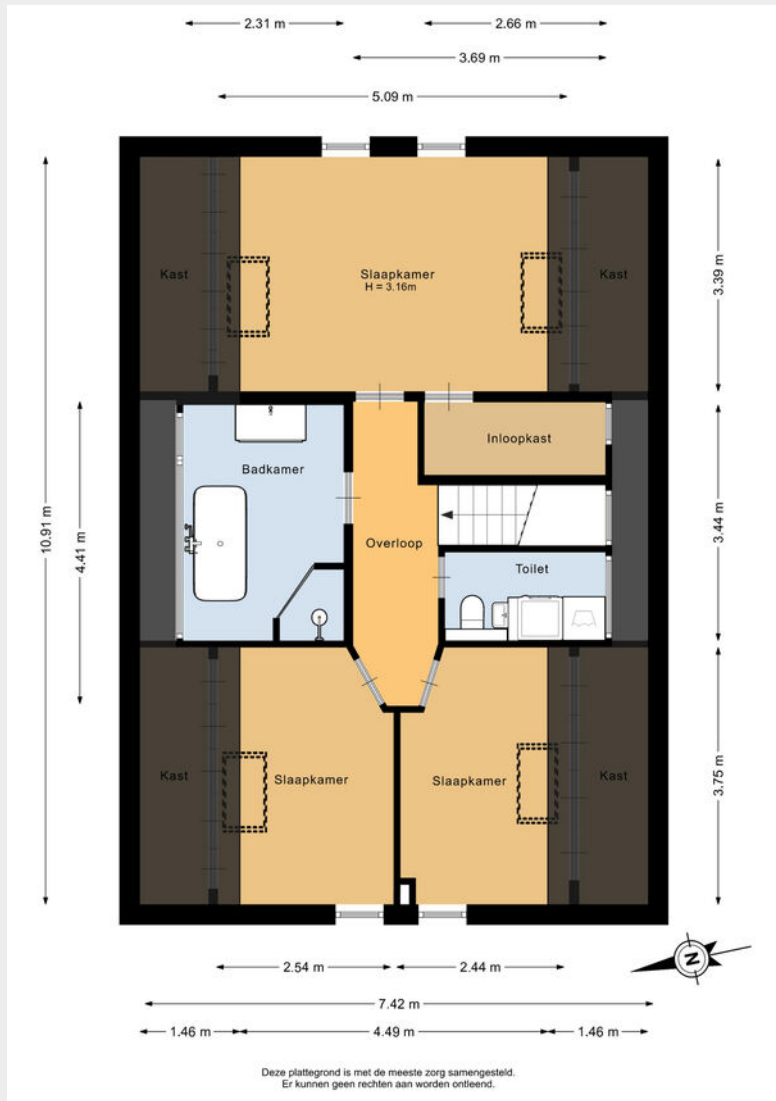 2.31 m
2.66 m
3.69 m
5.09 m
Kast
Slaapkamer
H = 3.16m
Kast
3.39 m
10.91 m
4.41 m
Badkamer
Inloopkast
Overloop
Toilet
3.44 m
Kast
Slaapkamer
Slaapkamer
Kast
3.75 m
N
2.54 m
2.44 m
7.42 m
1.46 m
4.49 m
1.46 m
Deze plattegrond is met de meeste zorg samengesteld.
Er kunnen geen rechten aan worden ontleend.